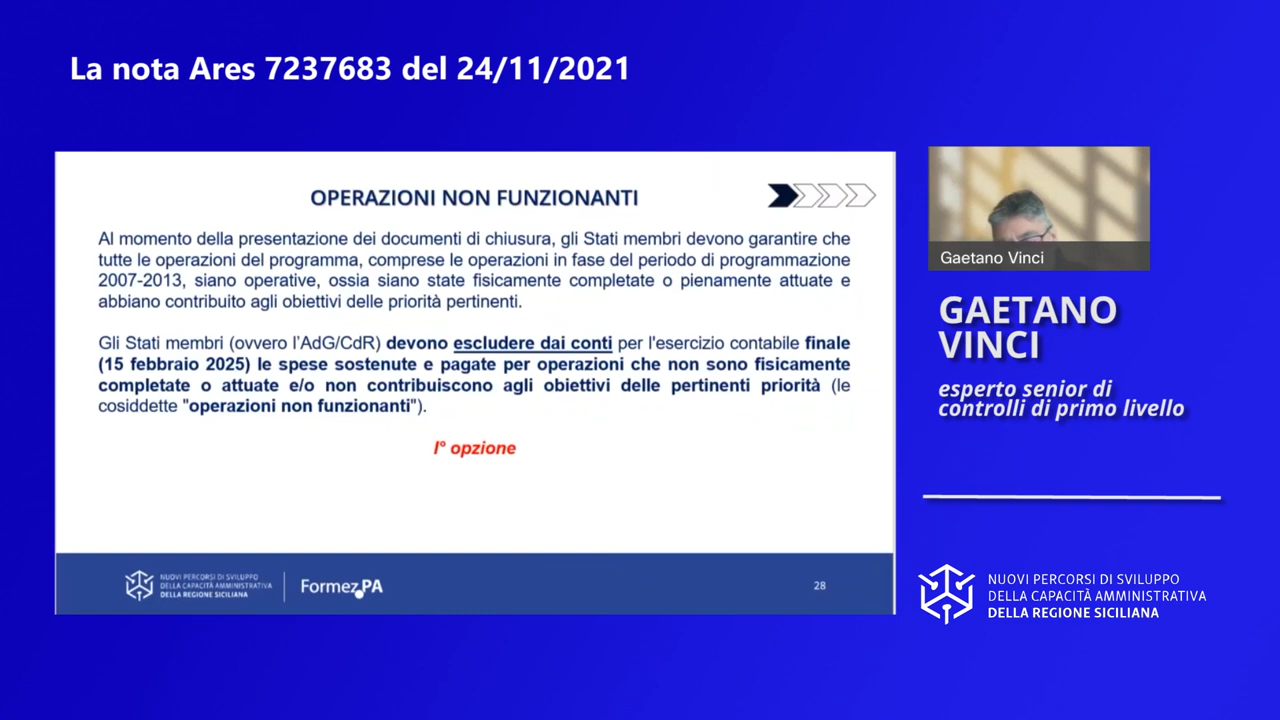 La nota Ares 7237683 del 24/11/2021
OPERAZIONI NON FUNZIONANTI
Al momento della presentazione dei documenti di chiusura, gli Stati membri devono garantire che
tutte le operazioni del programma, comprese le operazioni in fase del periodo di programmazione
2007-2013, siano operative, ossia siano state fisicamente completate o pienamente attuate e
abbiano contribuito agli obiettivi delle priorità pertinenti.
Gli Stati membri (ovvero l'AdG/CdR) devono escludere dai conti per l'esercizio contabile finale
(15 febbraio 2025) le spese sostenute e pagate per operazioni che non sono fisicamente
completate o attuate e/o non contribuiscono agli obiettivi delle pertinenti priorità (le
cosiddette "operazioni non funzionanti").
I° opzione
NUOVI PERCORSI DI SVILUPPO
DELLA CAPACITÀ AMMINISTRATIVA
DELLA REGIONE SICILIANA
Formez PA
28
Gaetano Vinci
GAETANO
VINCI
esperto senior di
controlli di primo livello
NUOVI PERCORSI DI SVILUPPO
DELLA CAPACITÀ AMMINISTRATIVA
DELLA REGIONE SICILIANA